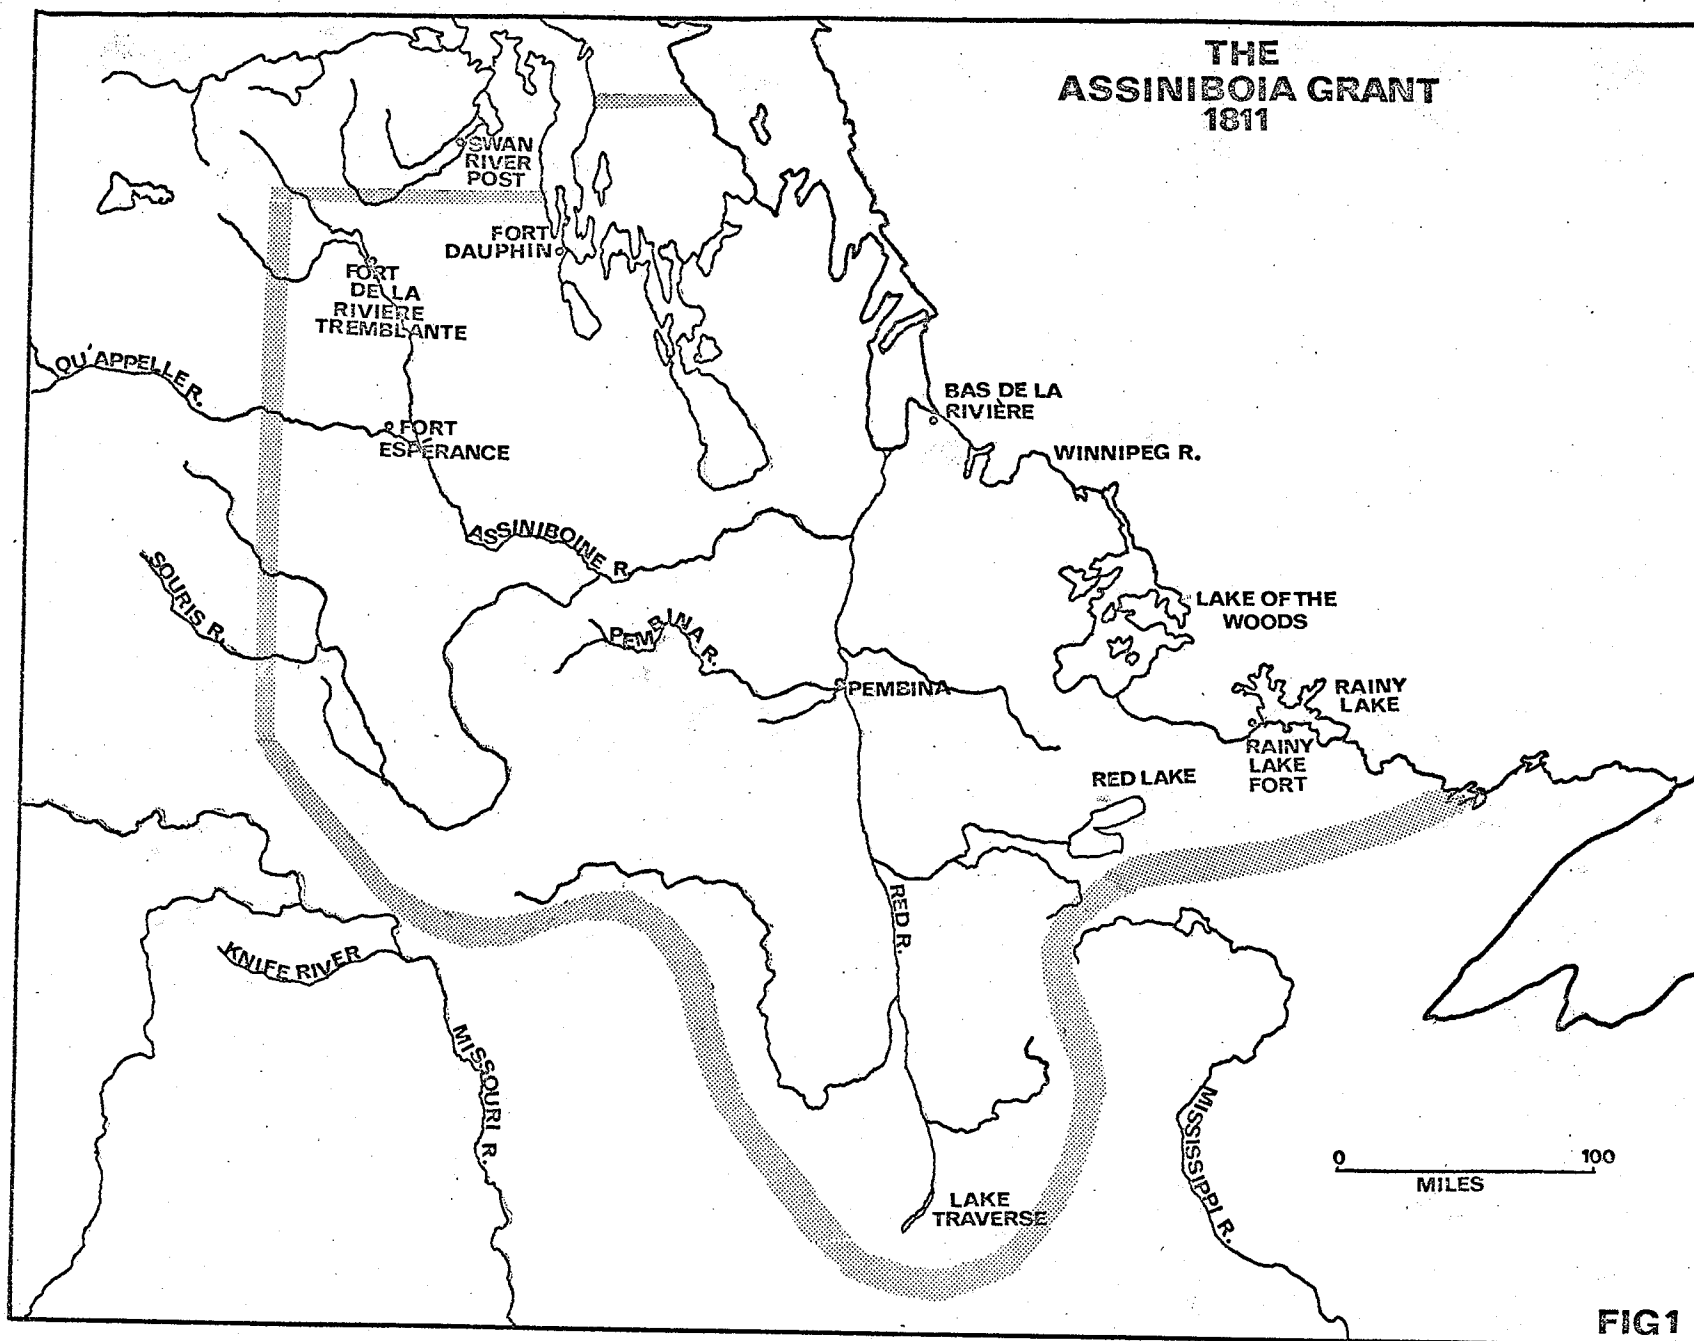 THE
ASSINIBOIA GRANT
1811
SWAN
RIVER
POST
FORT
DAUPHIN
FORT
DE LA
RIVIERE
TREMBLANTE
QU'APPELLE R.
BAS DE LA
RIVIÈRE
FORT
ESPÉRANCE
WINNIPEG R.
ASSINIBOINE R.
SOURIS R.
LAKE OF THE
WOODS
PEMBINA R.
PEMBINA
RAINY
LAKE
RAINY
LAKE
FORT
RED LAKE
RED R.
KNIFE RIVER
MISSOURI R.
MISSISSIPPI R.
0 100
MILES
LAKE
TRAVERSE
FIG 1